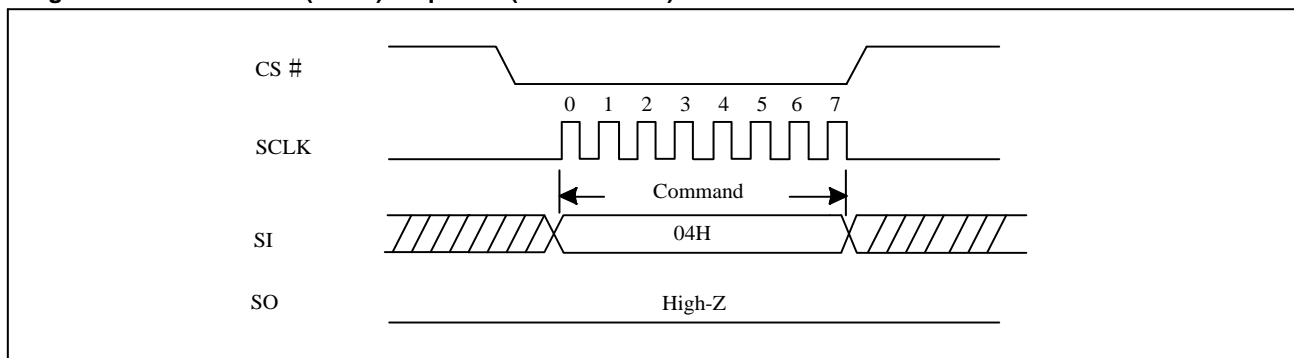 CS #
0 1 2 3 4 5 6 7
SCLK
Command
SI
04H
SO
High-Z